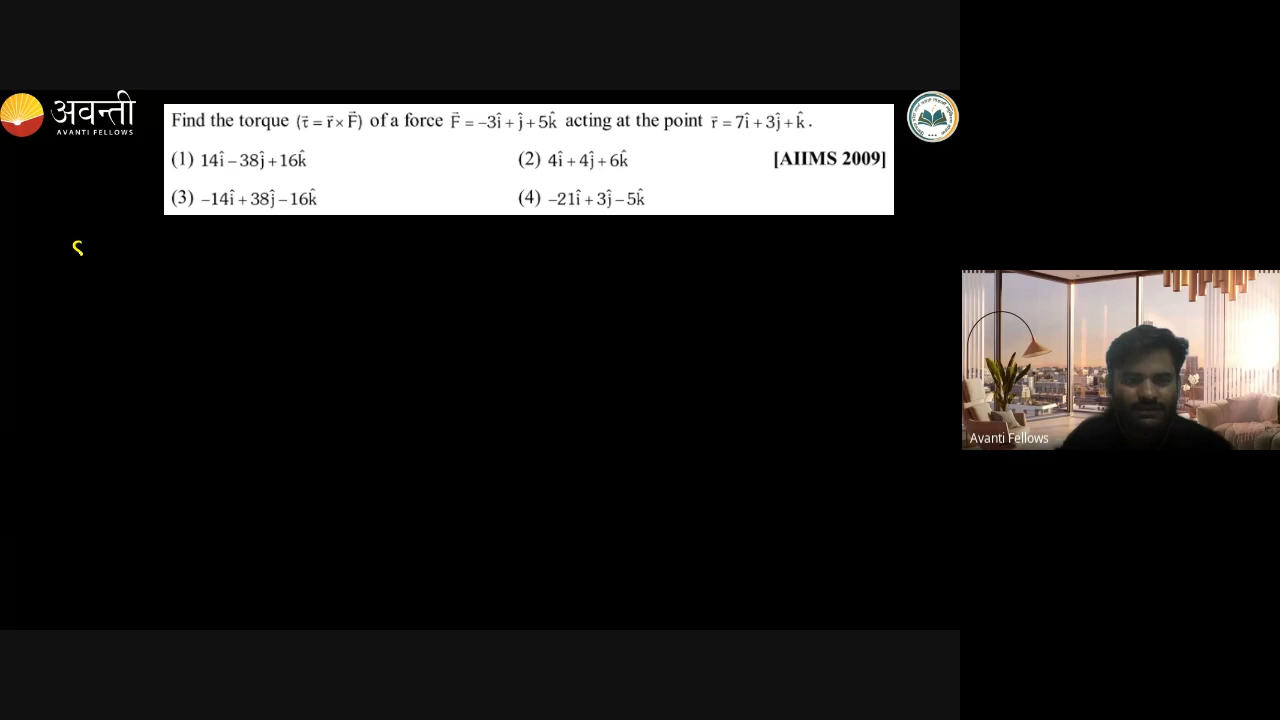 अवन्ती
AVANTI FELLOWS
Find the torque (τ⃗ = r⃗ × F⃗) of a force F⃗ = −3î + ĵ + 5k̂ acting at the point r⃗ = 7î + 3ĵ + k̂.
(1) 14î − 38ĵ + 16k̂ (2) 4î + 4ĵ + 6k̂ [AIIMS 2009]
(3) −14î + 38ĵ − 16k̂ (4) −21î + 3ĵ − 5k̂
Avanti Fellows